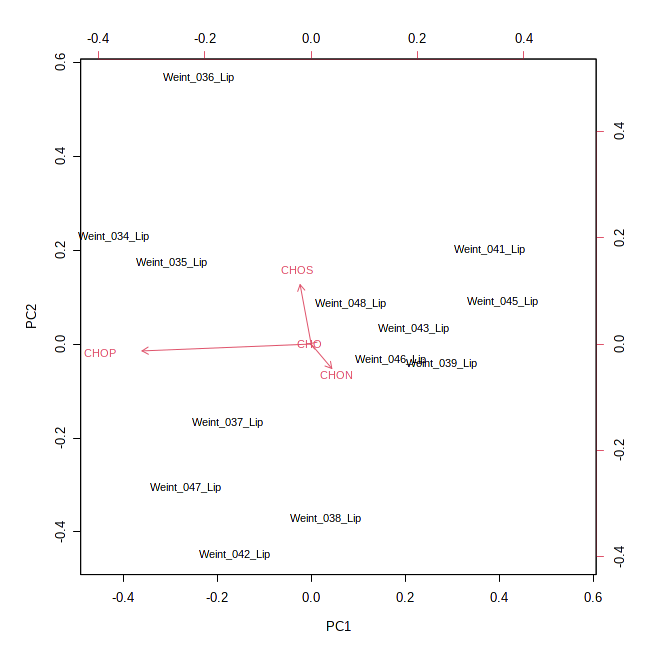 -0.4 -0.2 0.0 0.2 0.4
0.6
Weint_036_Lip
0.4
0.4
Weint_034_Lip
0.2
Weint_041_Lip
0.2
Weint_035_Lip
CHOS
Weint_048_Lip
Weint_045_Lip
PC2
Weint_043_Lip
0.0
CHO
0.0
CHOP
Weint_046_Lip
Weint_039_Lip
CHON
Weint_037_Lip
-0.2
-0.2
Weint_047_Lip
Weint_038_Lip
-0.4
Weint_042_Lip
-0.4
-0.4 -0.2 0.0 0.2 0.4 0.6
PC1